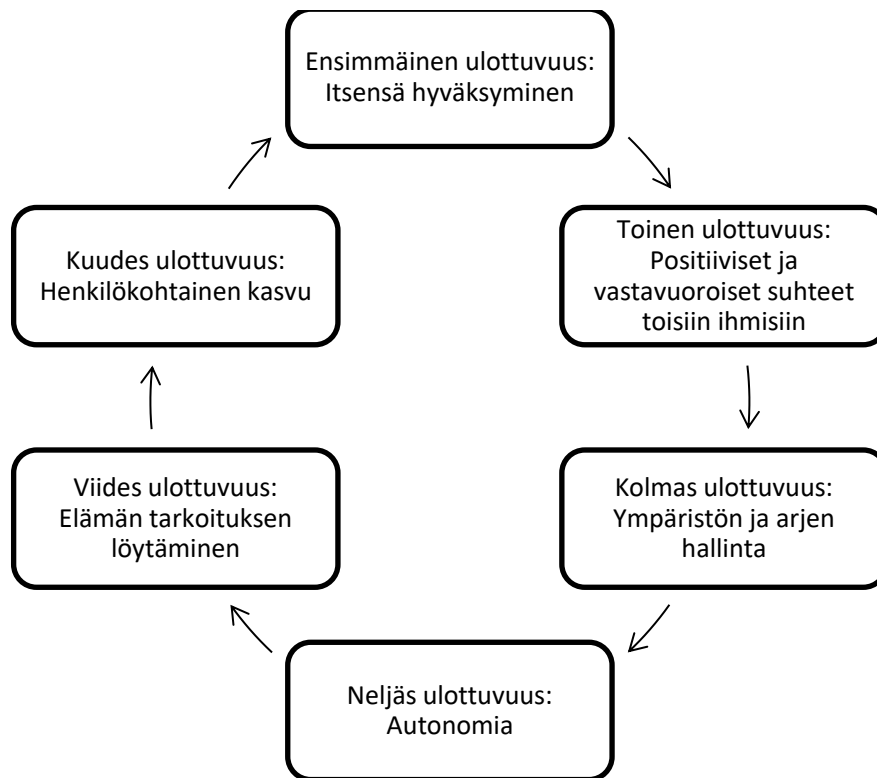 Ensimmäinen ulottuvuus:
Itsensä hyväksyminen
Toinen ulottuvuus:
Positiiviset ja
vastavuoroiset suhteet
toisiin ihmisiin
Kolmas ulottuvuus:
Ympäristön ja arjen
hallinta
Neljäs ulottuvuus:
Autonomia
Viides ulottuvuus:
Elämän tarkoituksen
löytäminen
Kuudes ulottuvuus:
Henkilökohtainen kasvu